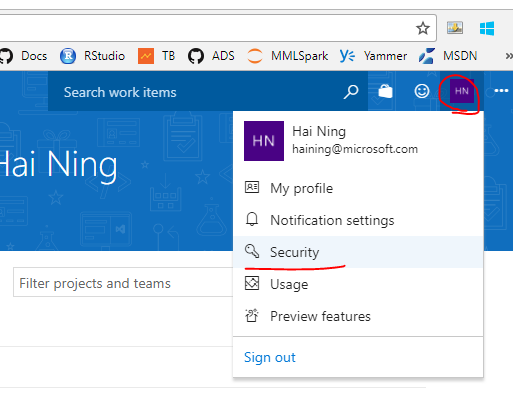 Docs RStudio TB ADS MMLSpark Yammer MSDN »
Search work items HN ...
Hai Ning
HN Hai Ning
haining@microsoft.com
My profile
Notification settings
Security
Filter projects and teams
Usage
Preview features
Sign out